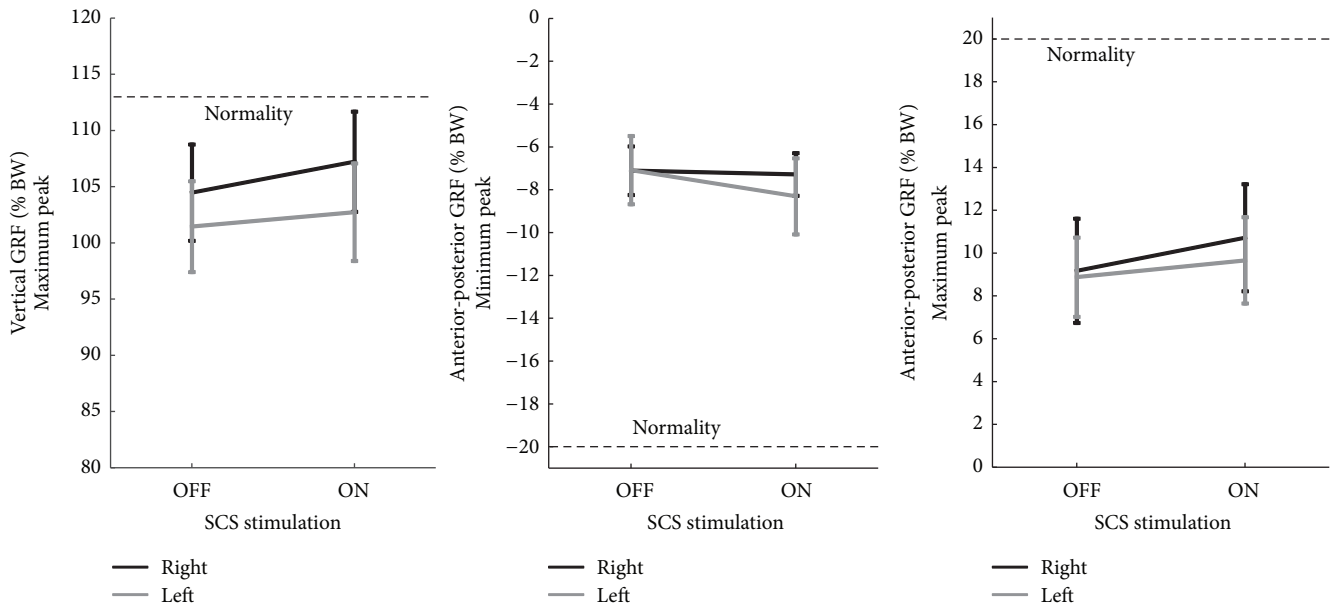 120
115
110
105
100
95
90
85
80
Vertical GRF (% BW)
Maximum peak
Normality
OFF
ON
SCS stimulation
Right
Left
0
−2
−4
−6
−8
−10
−12
−14
−16
−18
−20
Anterior-posterior GRF (% BW)
Minimum peak
Normality
OFF
ON
SCS stimulation
Right
Left
20
18
16
14
12
10
8
6
4
2
0
Anterior-posterior GRF (% BW)
Maximum peak
Normality
OFF
ON
SCS stimulation
Right
Left